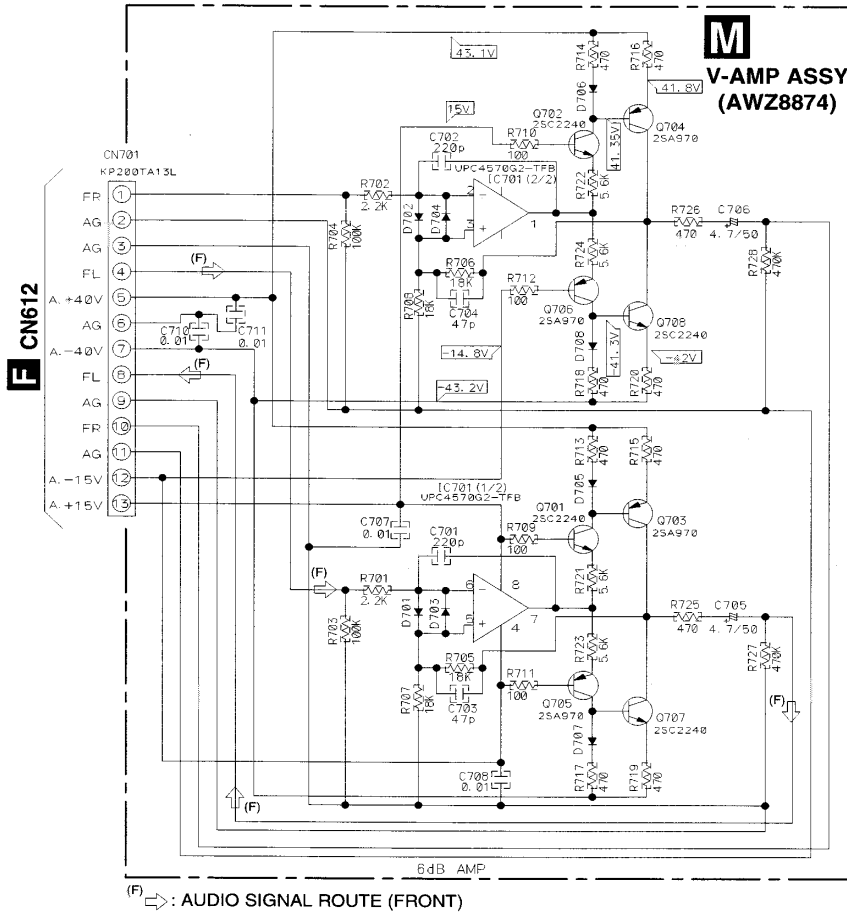 M
V-AMP ASSY
(AWZ8874)
R714
470
R716
470
43.1V
D706
41.8V
15V
Q702
2SC2240
Q704
2SA970
C702
220p
R710
100
41.35V
UPC4570G2-TFB
IC701(2/2)
R722
5.6K
CN701
KP200TA13L
F CN612
FR 1
AG 2
AG 3
FL 4
A.+40V 5
AG 6
A.-40V 7
FL 8
AG 9
FR 10
AG 11
A.-15V 12
A.+15V 13
R702
2.2K
R704
100K
D702
D704
2
3
1
R726
470
C706
4.7/50
R728
470K
R724
5.6K
R706
18K
R708
18K
C704
47p
R712
100
Q706
2SA970
Q708
2SC2240
(F)
C710
0.01
C711
0.01
(F)
D708
-41.3V
-14.8V
-42V
-43.2V
R718
470
R720
470
R713
470
R715
470
D705
IC701(1/2)
UPC4570G2-TFB
Q701
2SC2240
Q703
2SA970
C707
0.01
C701
220p
R709
100
R721
5.6K
(F)
R701
2.2K
R703
100K
D701
D703
6
5
8
4
7
R725
470
C705
4.7/50
R727
470K
R723
5.6K
R705
18K
R707
18K
C703
47p
R711
100
Q705
2SA970
Q707
2SC2240
(F)
D707
C708
0.01
R717
470
R719
470
(F)
6dB AMP
(F) : AUDIO SIGNAL ROUTE (FRONT)